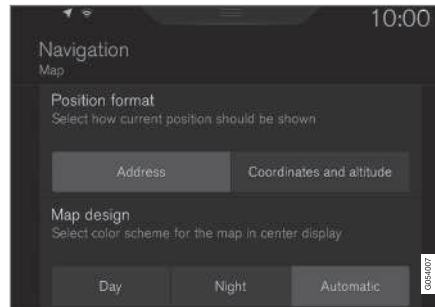 10:00
Navigation
Map
Position format
Select how current position should be shown
Address
Coordinates and altitude
Map design
Select color scheme for the map in center display
Day
Night
Automatic
G054007